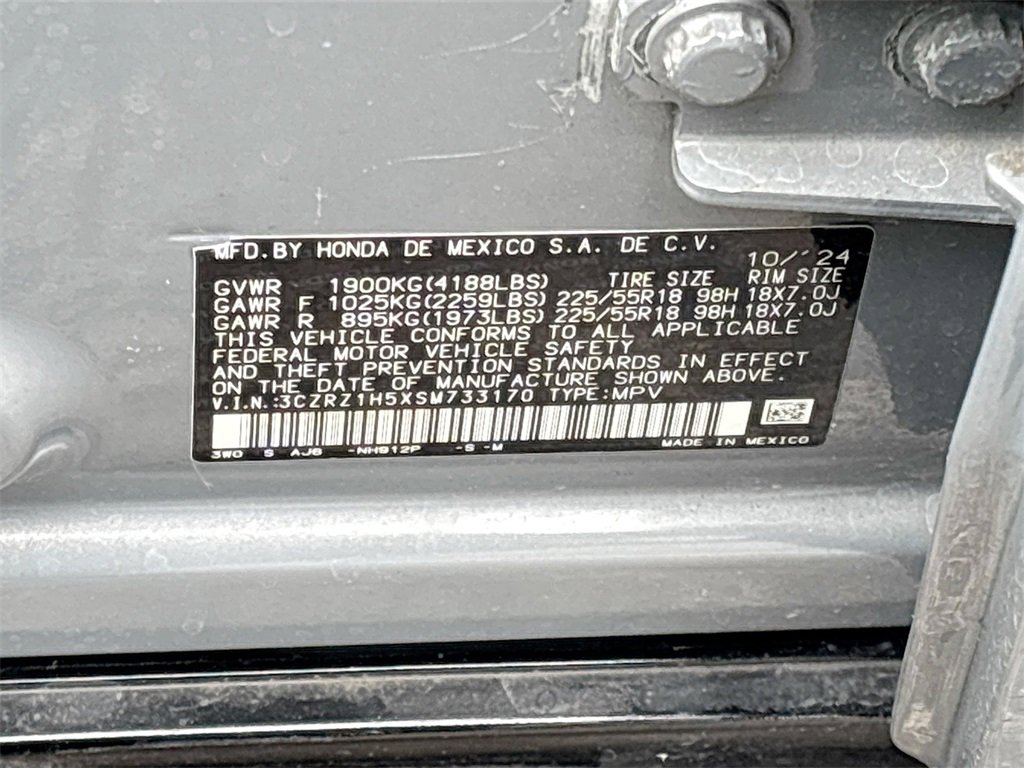 MFD. BY HONDA DE MEXICO S.A. DE C.V.
10/'24
GVWR 1900KG(4188LBS) TIRE SIZE RIM SIZE
GAWR F 1025KG(2259LBS) 225/55R18 98H 18X7.0J
GAWR R 895KG(1973LBS) 225/55R18 98H 18X7.0J
THIS VEHICLE CONFORMS TO ALL APPLICABLE
FEDERAL MOTOR VEHICLE SAFETY
AND THEFT PREVENTION STANDARDS IN EFFECT
ON THE DATE OF MANUFACTURE SHOWN ABOVE.
V.I.N.:3CZRZ1H5XSM733170 TYPE:MPV
3W0 S AJ6 -NH912P -S -M MADE IN MEXICO